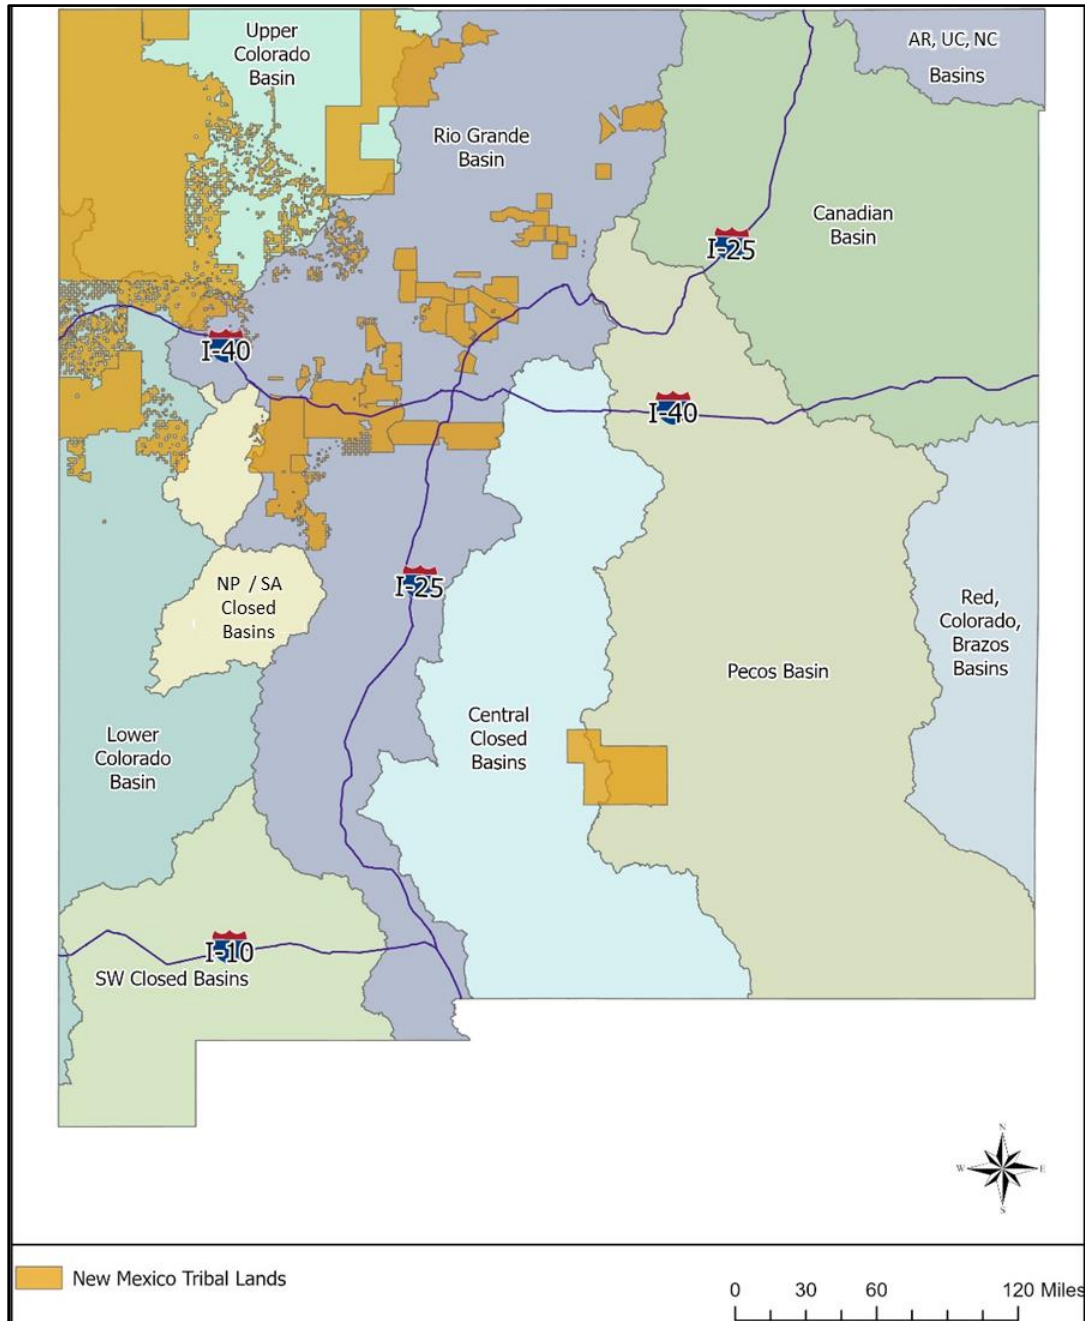 Upper
Colorado
Basin
AR, UC, NC
Basins
Rio Grande
Basin
Canadian
Basin
I-25
I-40
I-40
NP / SA
Closed
Basins
I-25
Red,
Colorado,
Brazos
Basins
Pecos Basin
Central
Closed
Basins
Lower
Colorado
Basin
I-10
SW Closed Basins
N
W
E
S
New Mexico Tribal Lands
0 30 60 120 Miles